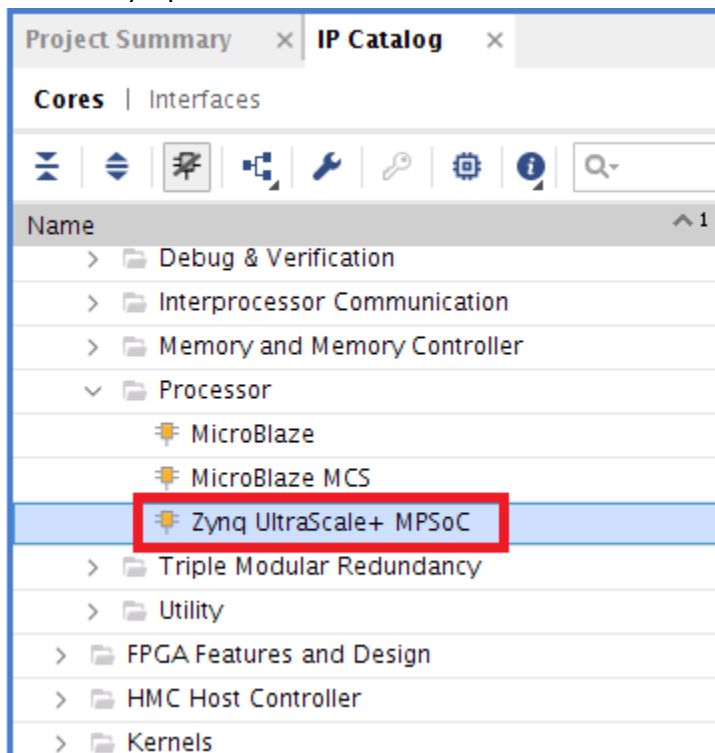 Project Summary × IP Catalog ×
Cores | Interfaces
Name 1
Debug & Verification
Interprocessor Communication
Memory and Memory Controller
Processor
MicroBlaze
MicroBlaze MCS
Zynq UltraScale+ MPSoC
Triple Modular Redundancy
Utility
FPGA Features and Design
HMC Host Controller
Kernels